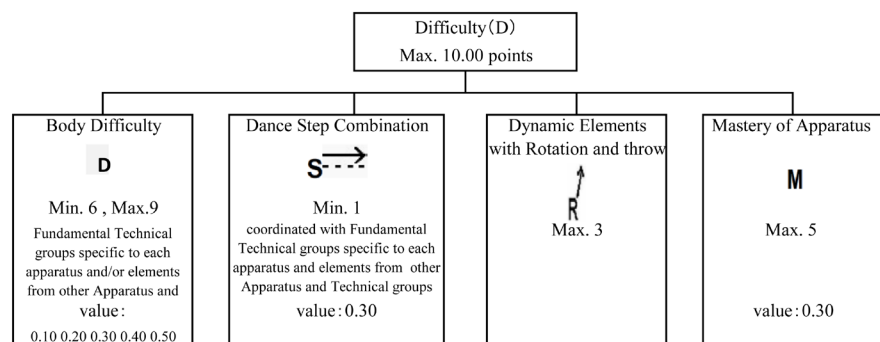 Difficulty(D)
Max. 10.00 points
Body Difficulty
D
Min. 6 , Max.9
Fundamental Technical
groups specific to each
apparatus and/or elements
from other Apparatus and
value:
0.10 0.20 0.30 0.40 0.50
Dance Step Combination
S
Min. 1
coordinated with Fundamental
Technical groups specific to each
apparatus and elements from other
Apparatus and Technical groups
value:0.30
Dynamic Elements
with Rotation and throw
R
Max. 3
Mastery of Apparatus
M
Max. 5
value:0.30